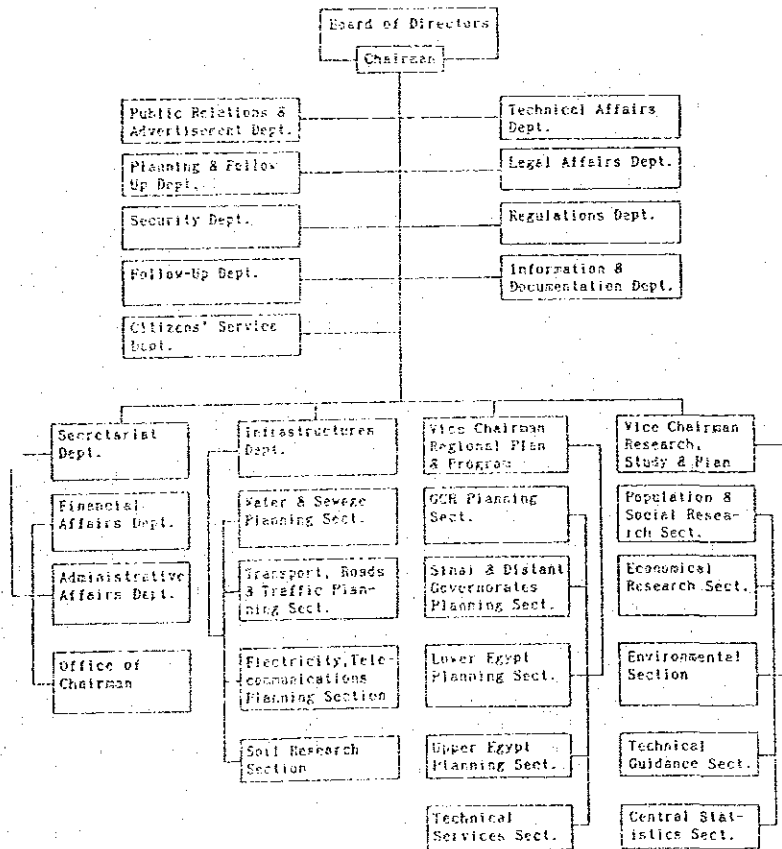 Board of Directors
Chairman
Public Relations &
Advertisement Dept.
Technical Affairs
Dept.
Planning & Follow
Up Dept.
Legal Affairs Dept.
Security Dept.
Regulations Dept.
Follow-Up Dept.
Information &
Documentation Dept.
Citizens' Service
Dept.
Secretariat
Dept.
Financial
Affairs Dept.
Administrative
Affairs Dept.
Office of
Chairman
Infrastructures
Dept.
Water & Sewage
Planning Sect.
Transport, Roads
& Traffic Plan-
ning Sect.
Electricity,Tele-
communications
Planning Section
Soil Research
Section
Vice Chairman
Regional Plan
& Program
GCR Planning
Sect.
Sinai & Distant
Governorates
Planning Sect.
Lower Egypt
Planning Sect.
Upper Egypt
Planning Sect.
Technical
Services Sect.
Vice Chairman
Research,
Study & Plan
Population &
Social Resea-
rch Sect.
Economical
Research Sect.
Environmental
Section
Technical
Guidance Sect.
Central Stat-
istics Sect.